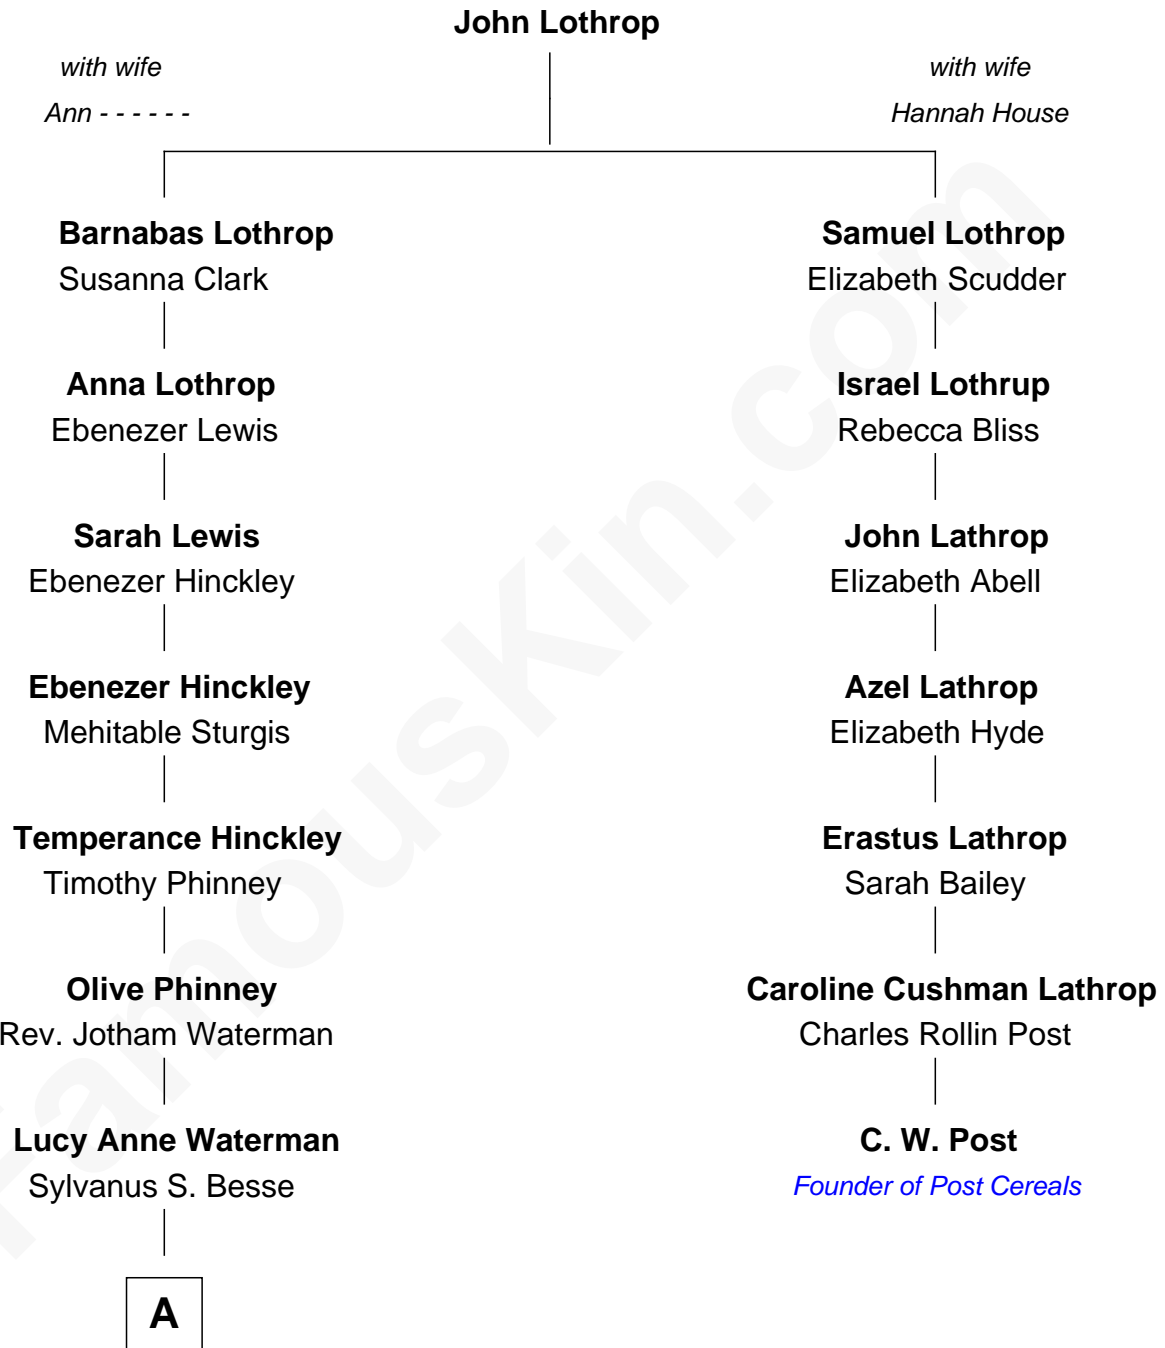 John Lothrop
with wife
Ann - - - - - -
with wife
Hannah House
Barnabas Lothrop
Susanna Clark
Samuel Lothrop
Elizabeth Scudder
Anna Lothrop
Ebenezer Lewis
Israel Lothrup
Rebecca Bliss
Sarah Lewis
Ebenezer Hinckley
John Lathrop
Elizabeth Abell
Ebenezer Hinckley
Mehitable Sturgis
Azel Lathrop
Elizabeth Hyde
Temperance Hinckley
Timothy Phinney
Erastus Lathrop
Sarah Bailey
Olive Phinney
Rev. Jotham Waterman
Caroline Cushman Lathrop
Charles Rollin Post
Lucy Anne Waterman
Sylvanus S. Besse
C. W. Post
Founder of Post Cereals
A
FamousKin.com